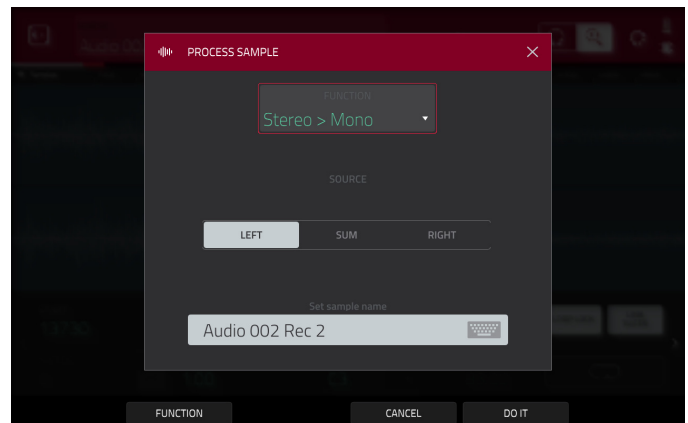 PROCESS SAMPLE
FUNCTION
Stereo > Mono
SOURCE
LEFT
SUM
RIGHT
Set sample name
Audio 002 Rec 2
FUNCTION
CANCEL
DO IT